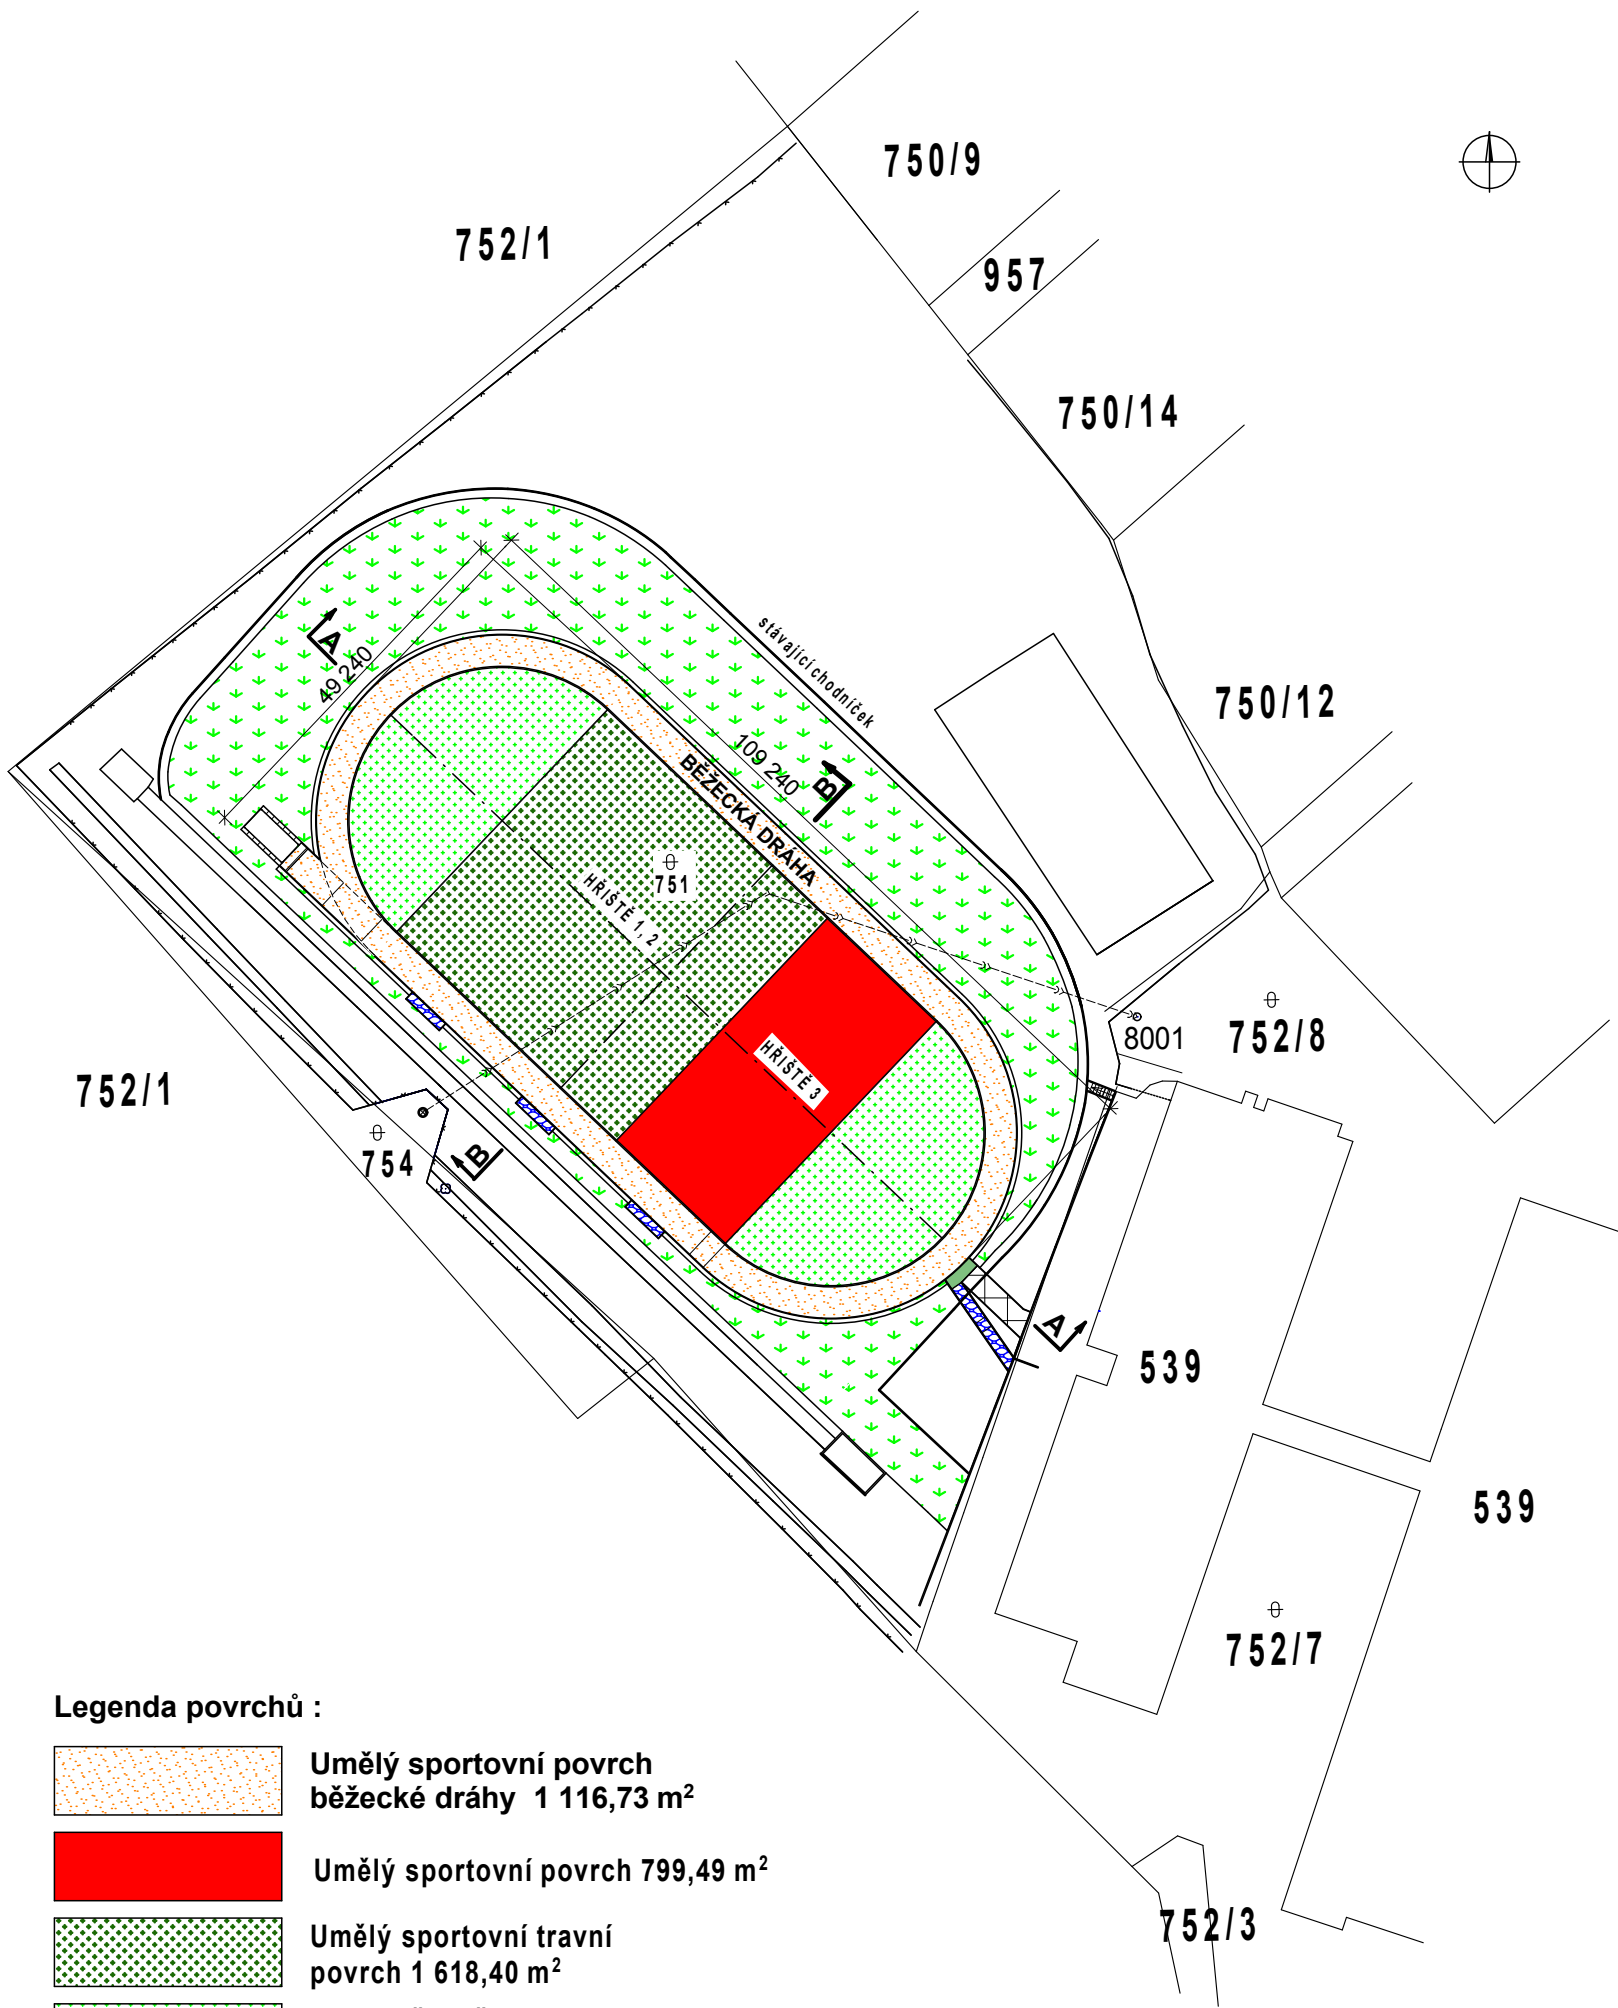 750/9
752/1
957
750/14
stávající chodníček
A
49 240
750/12
109 240
B
BĚŽECKÁ DRÁHA
751
HŘIŠTĚ 1, 2
8001
752/8
HŘIŠTĚ 3
752/1
754
B
A
539
539
752/7
Legenda povrchů :
Umělý sportovní povrch
běžecké dráhy 1 116,73 m²
Umělý sportovní povrch 799,49 m²
752/3
Umělý sportovní travní
povrch 1 618,40 m²